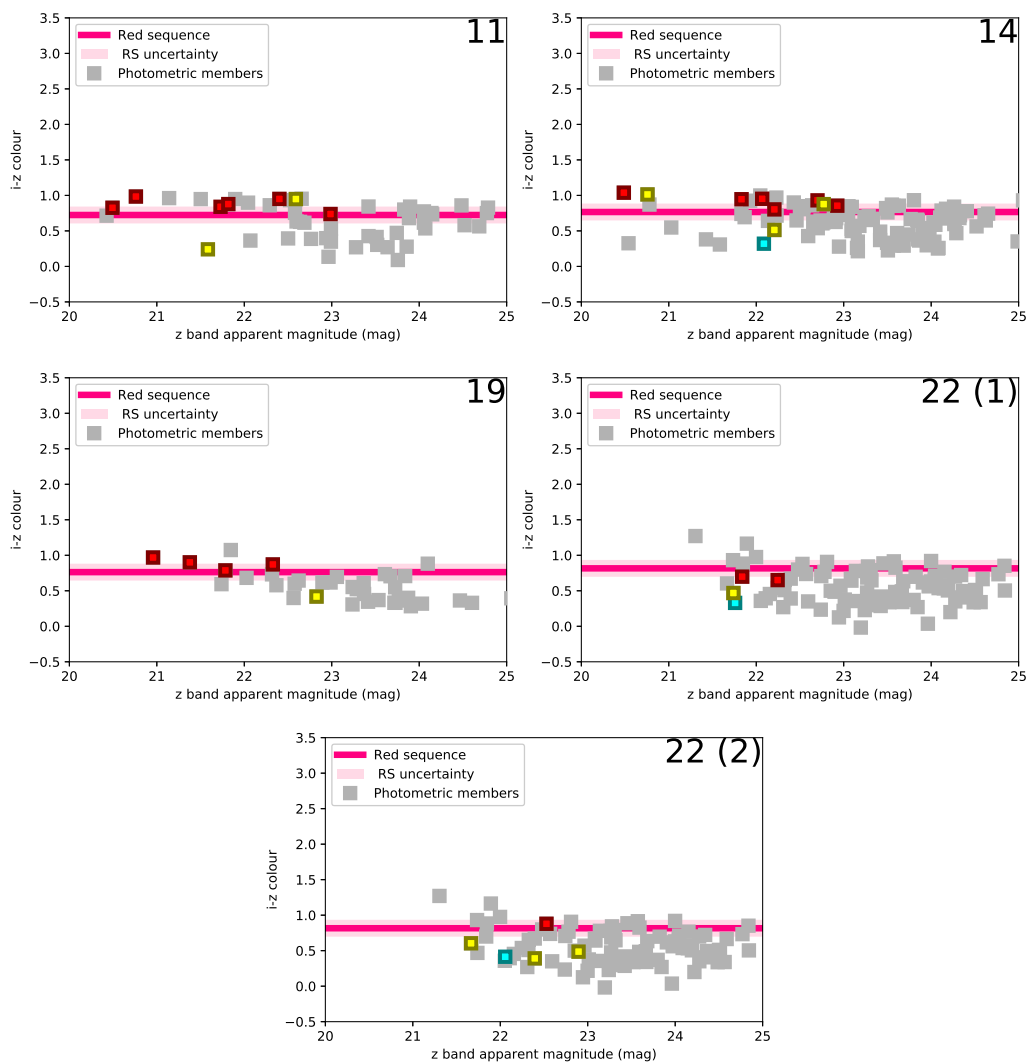 11
3.5
3.0
2.5
2.0
1.5
1.0
0.5
0.0
−0.5
i-z colour
Red sequence
RS uncertainty
Photometric members
20 21 22 23 24 25
z band apparent magnitude (mag)
14
3.5
3.0
2.5
2.0
1.5
1.0
0.5
0.0
−0.5
i-z colour
Red sequence
RS uncertainty
Photometric members
20 21 22 23 24 25
z band apparent magnitude (mag)
19
3.5
3.0
2.5
2.0
1.5
1.0
0.5
0.0
−0.5
i-z colour
Red sequence
RS uncertainty
Photometric members
20 21 22 23 24 25
z band apparent magnitude (mag)
22 (1)
3.5
3.0
2.5
2.0
1.5
1.0
0.5
0.0
−0.5
i-z colour
Red sequence
RS uncertainty
Photometric members
20 21 22 23 24 25
z band apparent magnitude (mag)
22 (2)
3.5
3.0
2.5
2.0
1.5
1.0
0.5
0.0
−0.5
i-z colour
Red sequence
RS uncertainty
Photometric members
20 21 22 23 24 25
z band apparent magnitude (mag)